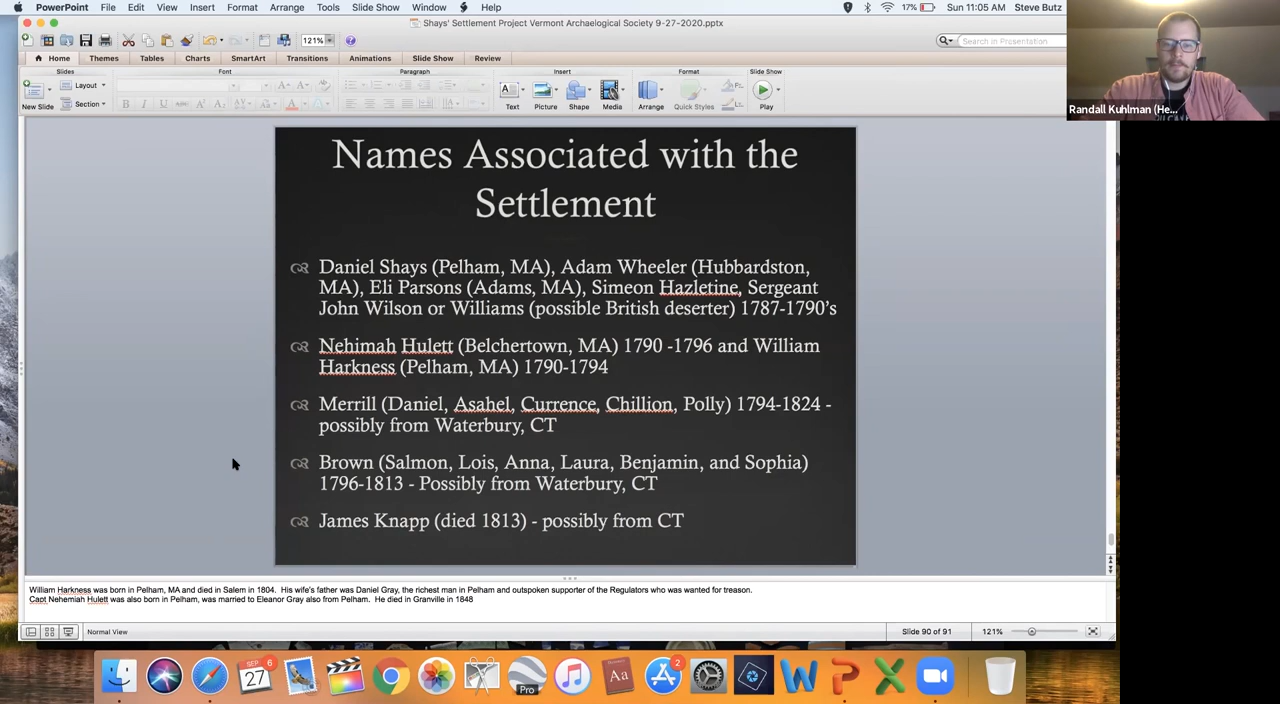 PowerPoint File Edit View Insert Format Arrange Tools Slide Show Window Help 17% Sun 11:05 AM Steve Butz
Shays' Settlement Project Vermont Archaelogical Society 9-27-2020.pptx
121% Search in Presentation
Home Themes Tables Charts SmartArt Transitions Animations Slide Show Review
Slides Font Paragraph Insert Format Slide Show
Layout
Section
New Slide Text Picture Shape Media Arrange Quick Styles Play
Randall Kuhlman (He...
Names Associated with the
Settlement
Daniel Shays (Pelham, MA), Adam Wheeler (Hubbardston,
MA), Eli Parsons (Adams, MA), Simeon Hazletine, Sergeant
John Wilson or Williams (possible British deserter) 1787-1790's
Nehimah Hulett (Belchertown, MA) 1790 -1796 and William
Harkness (Pelham, MA) 1790-1794
Merrill (Daniel, Asahel, Currence, Chillion, Polly) 1794-1824 -
possibly from Waterbury, CT
Brown (Salmon, Lois, Anna, Laura, Benjamin, and Sophia)
1796-1813 - Possibly from Waterbury, CT
James Knapp (died 1813) - possibly from CT
William Harkness was born in Pelham, MA and died in Salem in 1804. His wife's father was Daniel Gray, the richest man in Pelham and outspoken supporter of the Regulators who was wanted for treason.
Capt Nehemiah Hulett was also born in Pelham, was married to Eleanor Gray also from Pelham. He died in Granville in 1848
Normal View Slide 90 of 91 121%
SEP 27 6
Pro
Aa
2